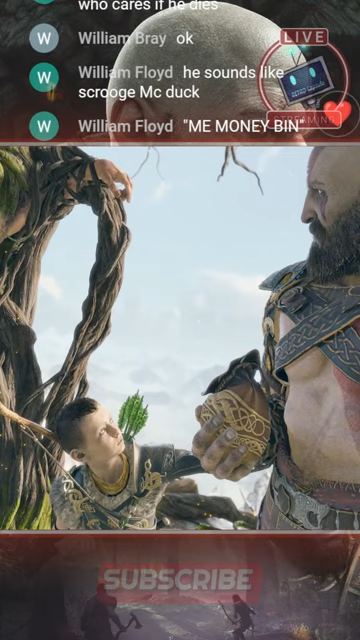 who cares if he dies
W William Bray ok
W William Floyd he sounds like
scrooge Mc duck
W William Floyd "ME MONEY BIN"
LIVE
STREAMING
SUBSCRIBE